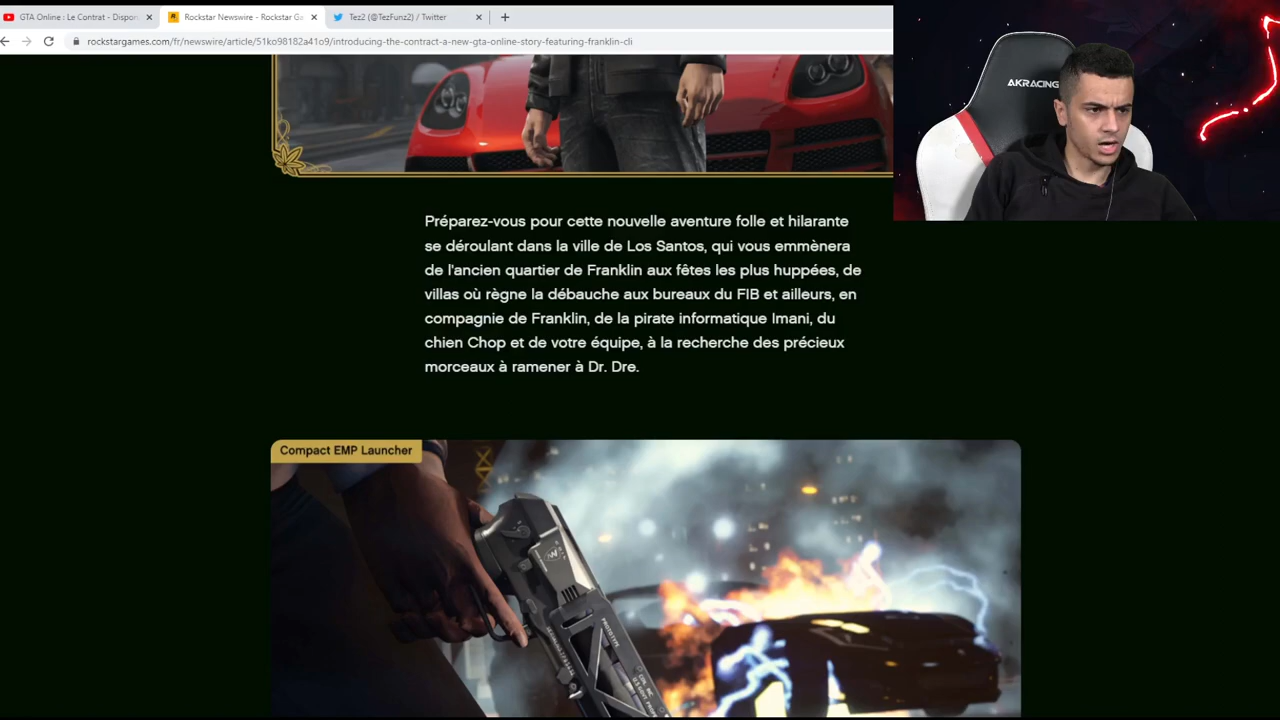 GTA Online : Le Contrat - Dispon
Rockstar Newswire - Rockstar Ga
Tez2 (@TezFunz2) / Twitter
rockstargames.com/fr/newswire/article/51ko98182a41o9/introducing-the-contract-a-new-gta-online-story-featuring-franklin-cli
AKRACING
Préparez-vous pour cette nouvelle aventure folle et hilarante
se déroulant dans la ville de Los Santos, qui vous emmènera
de l'ancien quartier de Franklin aux fêtes les plus huppées, de
villas où règne la débauche aux bureaux du FIB et ailleurs, en
compagnie de Franklin, de la pirate informatique Imani, du
chien Chop et de votre équipe, à la recherche des précieux
morceaux à ramener à Dr. Dre.
Compact EMP Launcher
PROTOTYPE